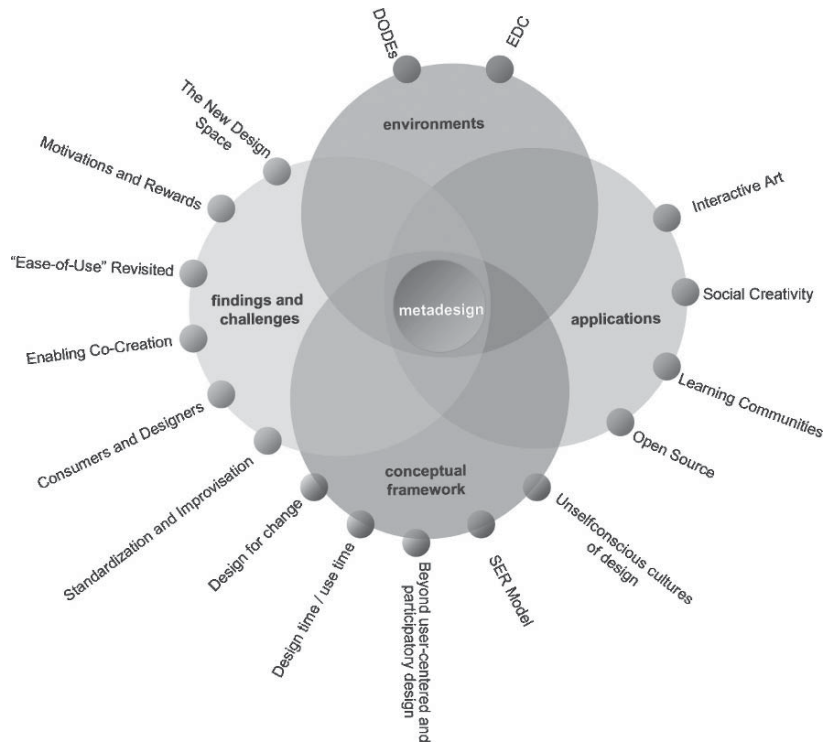 DODEs
EDC
environments
The New Design
Space
Motivations and Rewards
"Ease-of-Use" Revisited
Enabling Co-Creation
Consumers and Designers
Standardization and Improvisation
findings and
challenges
metadesign
applications
Interactive Art
Social Creativity
Learning Communities
Open Source
conceptual
framework
Design for change
Design time / use time
Beyond user-centered and
participatory design
SER Model
Unselfconscious cultures
of design